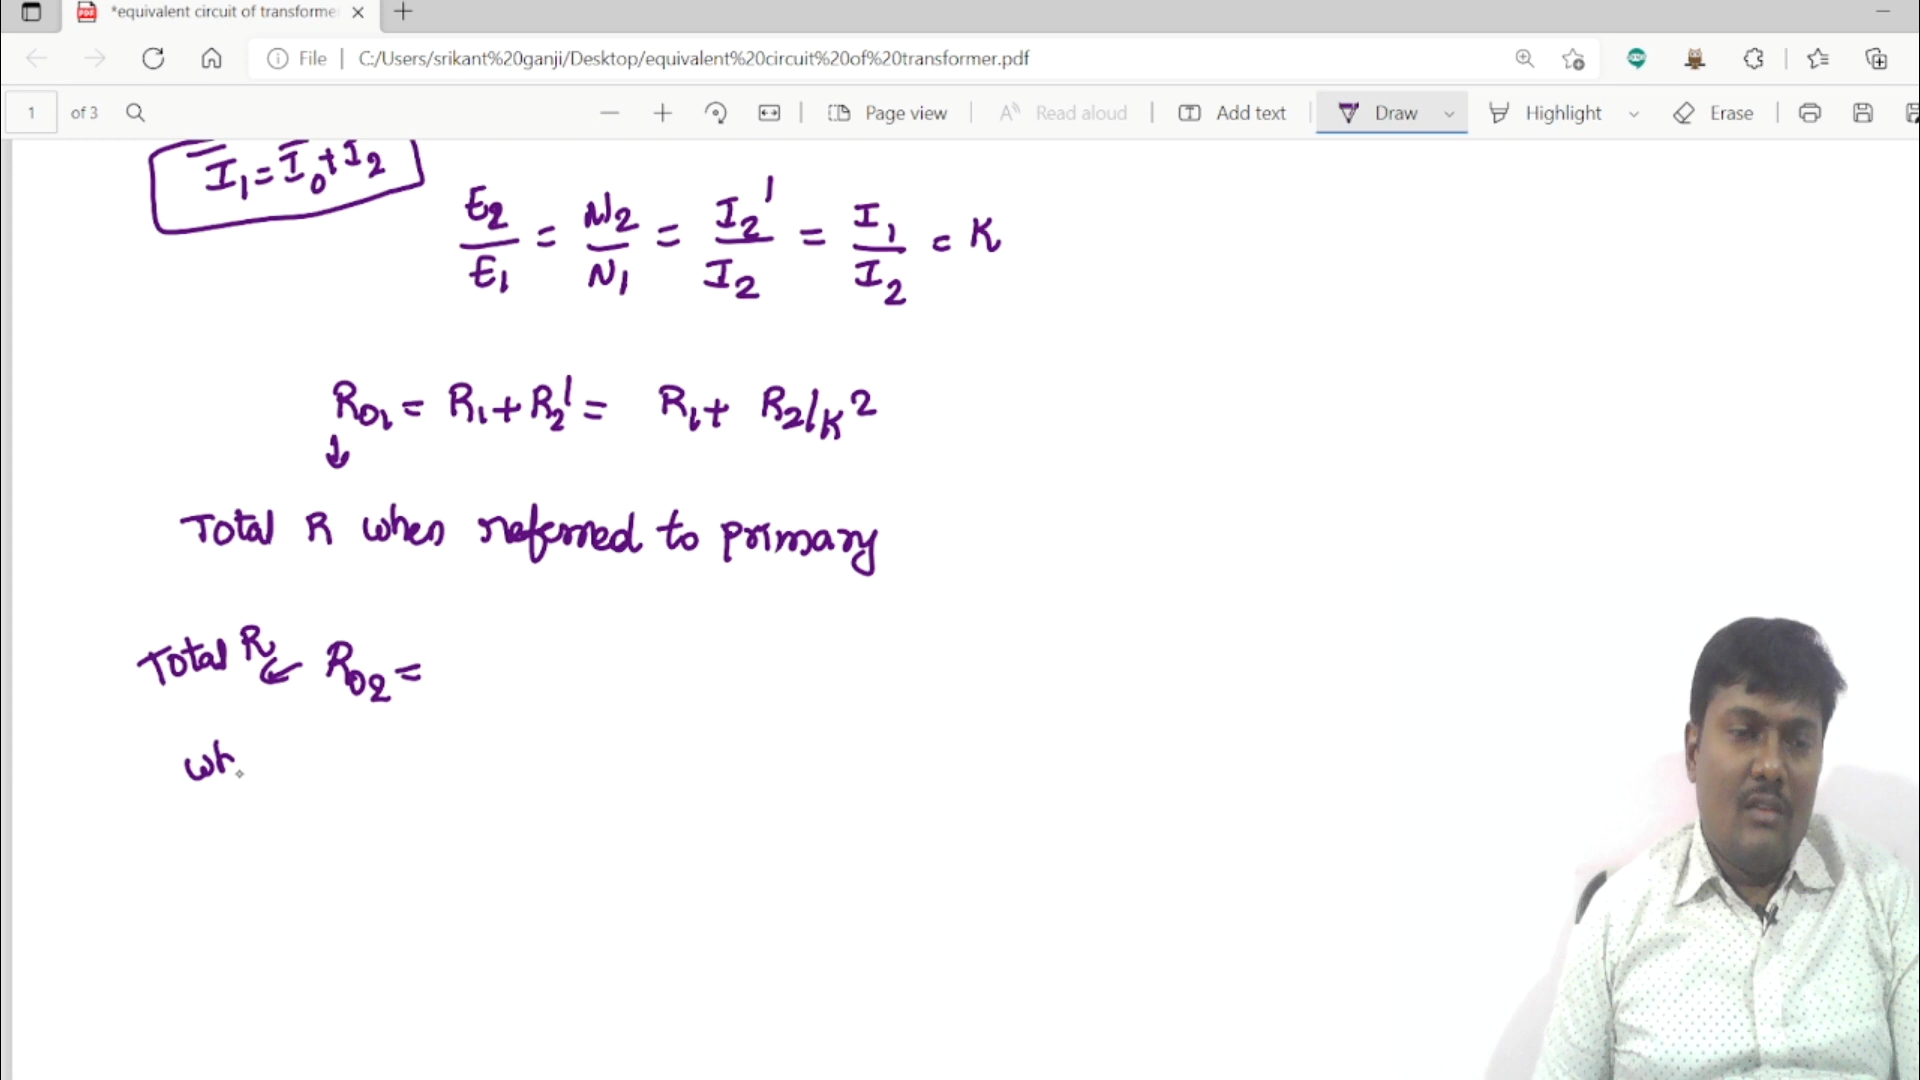 *equivalent circuit of transforme
File | C:/Users/srikant%20ganji/Desktop/equivalent%20circuit%20of%20transformer.pdf
1 of 3 Page view Read aloud Add text Draw Highlight Erase
I₁ = I₀ + I₂
E₂/E₁ = N₂/N₁ = I₂'/I₂ = I₁/I₂ = K
R₀₁ = R₁ + R₂' = R₁ + R₂/K²
Total R when referred to primary
Total R ← R₀₂ =
wh